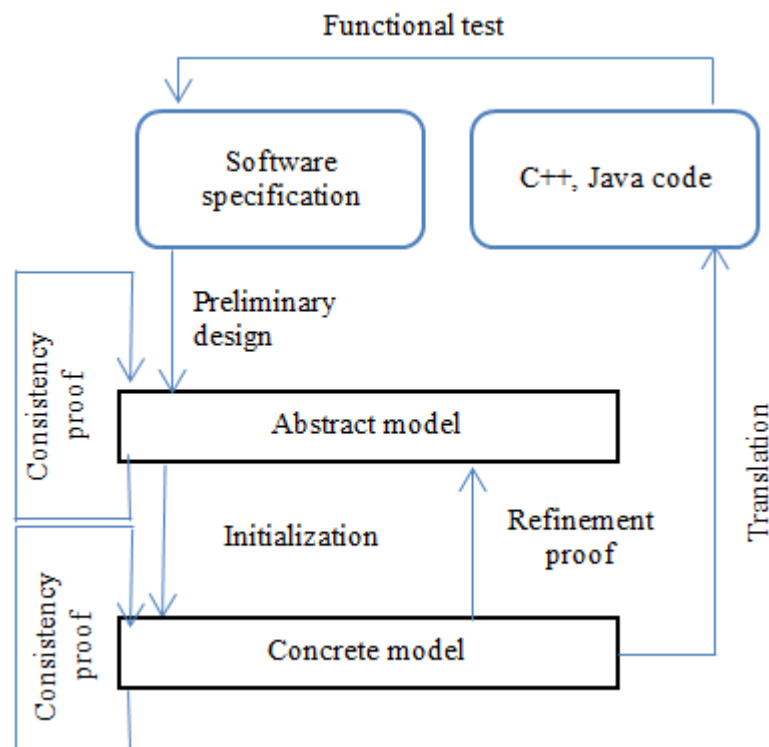 Functional test
Software
specification
C++, Java code
Preliminary
design
Consistency
proof
Abstract model
Initialization
Refinement
proof
Translation
Consistency
proof
Concrete model